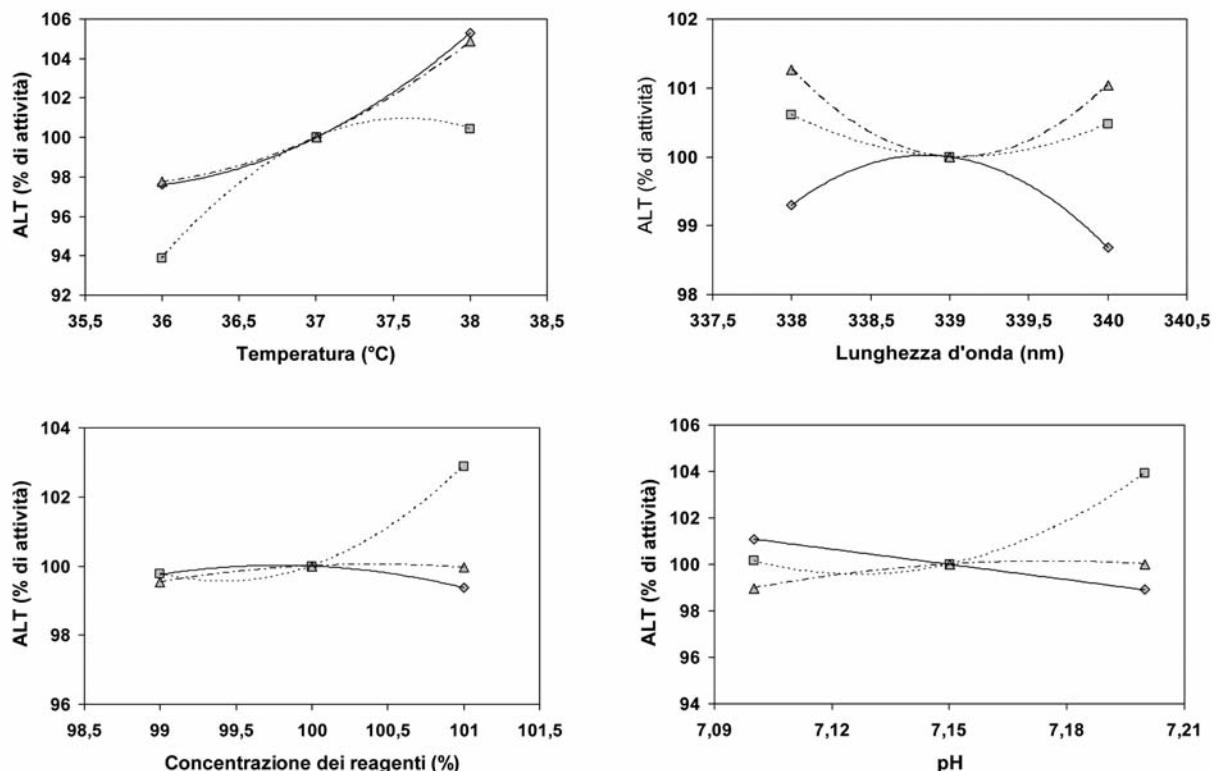 106
104
102
100
98
96
94
92
ALT (% di attività)
35,5 36 36,5 37 37,5 38 38,5
Temperatura (°C)
102
101
100
99
98
ALT (% di attività)
337,5 338 338,5 339 339,5 340 340,5
Lunghezza d'onda (nm)
104
102
100
98
96
ALT (% di attività)
98,5 99 99,5 100 100,5 101 101,5
Concentrazione dei reagenti (%)
106
104
102
100
98
96
94
ALT (% di attività)
7,09 7,12 7,15 7,18 7,21
pH